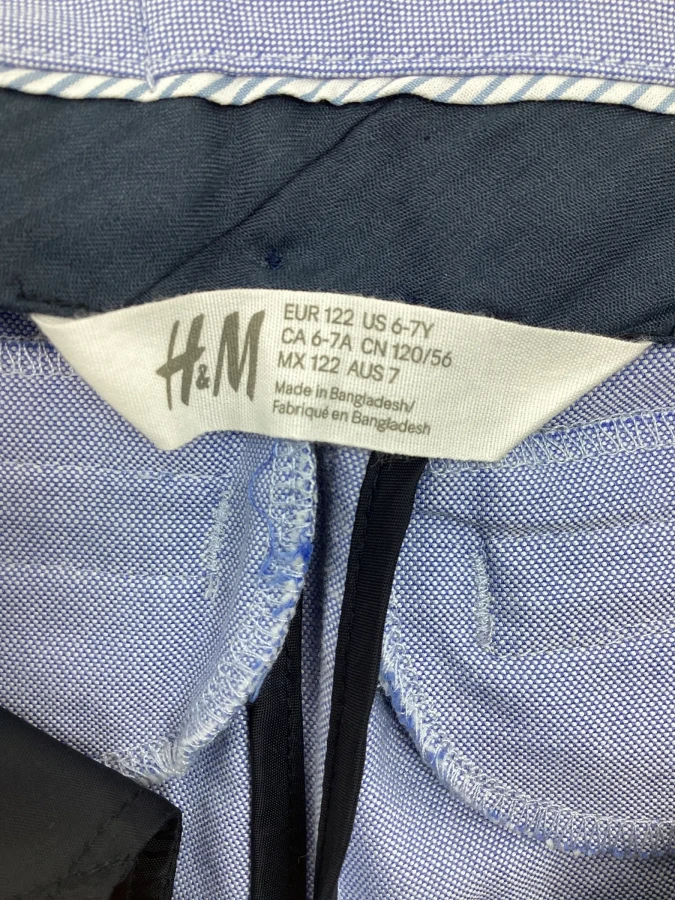 H&M
EUR 122 US 6-7Y
CA 6-7A CN 120/56
MX 122 AUS 7
Made in Bangladesh/
Fabriqué en Bangladesh